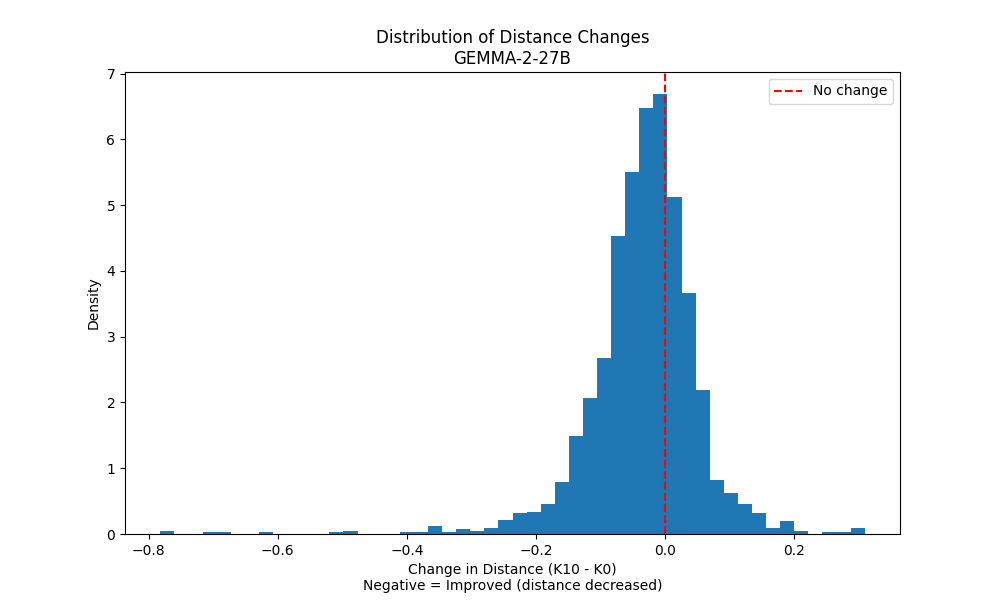 Distribution of Distance Changes
GEMMA-2-27B
No change
7
6
5
4
3
2
1
0
Density
−0.8
−0.6
−0.4
−0.2
0.0
0.2
Change in Distance (K10 - K0)
Negative = Improved (distance decreased)